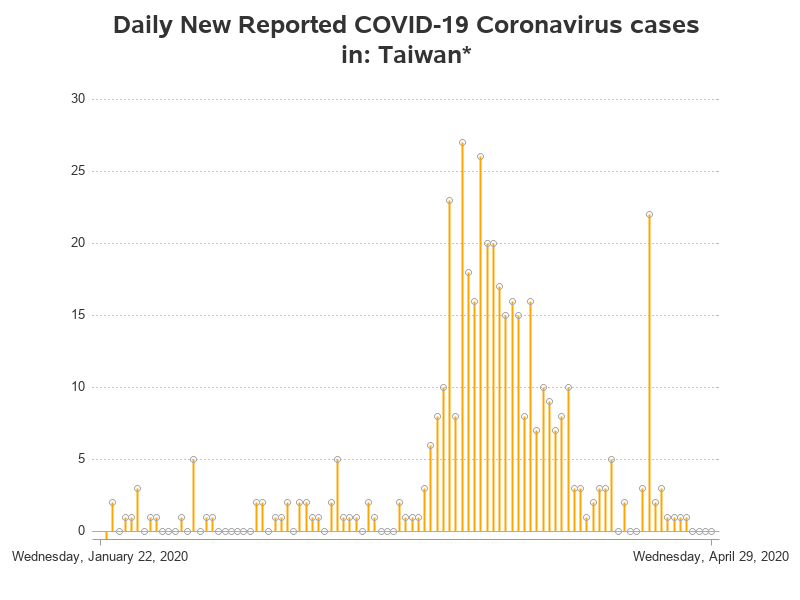 Daily New Reported COVID-19 Coronavirus cases
in: Taiwan*
30
25
20
15
10
5
0
Wednesday, January 22, 2020
Wednesday, April 29, 2020